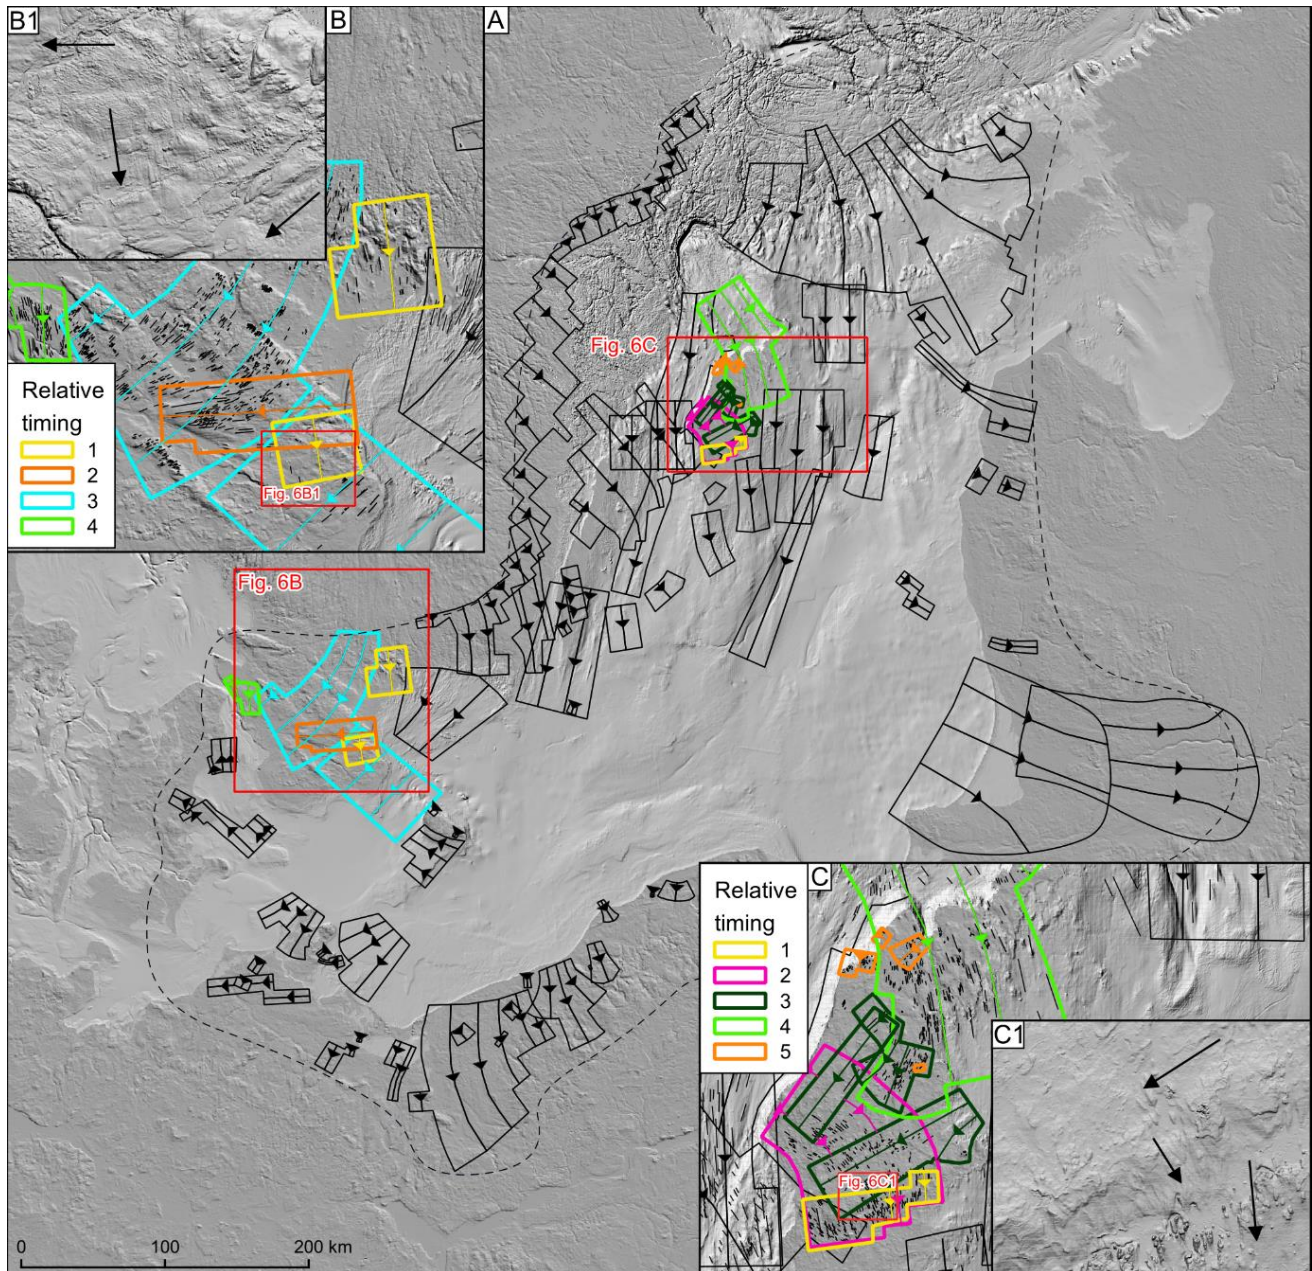 B1
B
A
Fig. 6C
Relative
timing
1
2
3
4
Fig. 6B1
Fig. 6B
Relative
timing
1
2
3
4
5
C
C1
Fig. 6C1
0 100 200 km